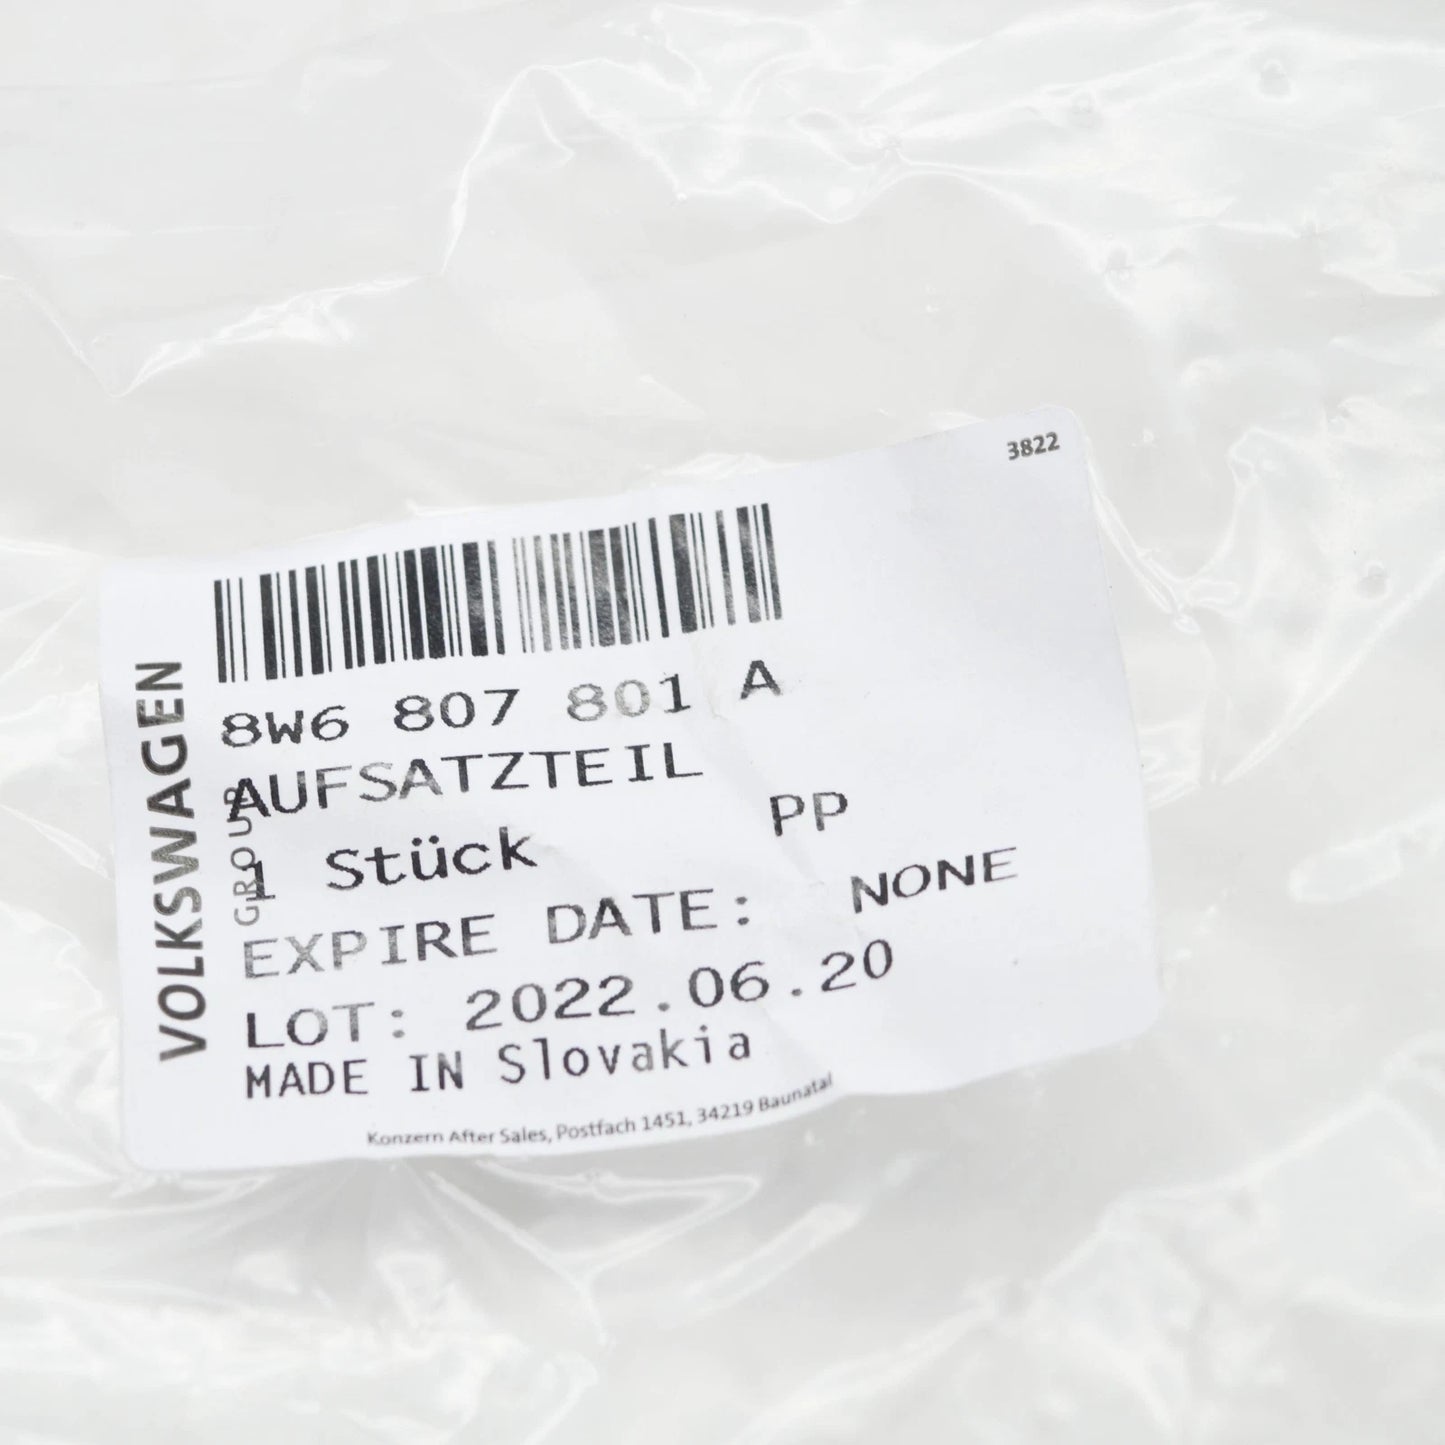 3822
8W6 807 801 A
AUFSATZTEIL
1 Stück PP
EXPIRE DATE: NONE
LOT: 2022.06.20
MADE IN Slovakia
Konzern After Sales, Postfach 1451, 34219 Baunatal
VOLKSWAGEN
GROUP